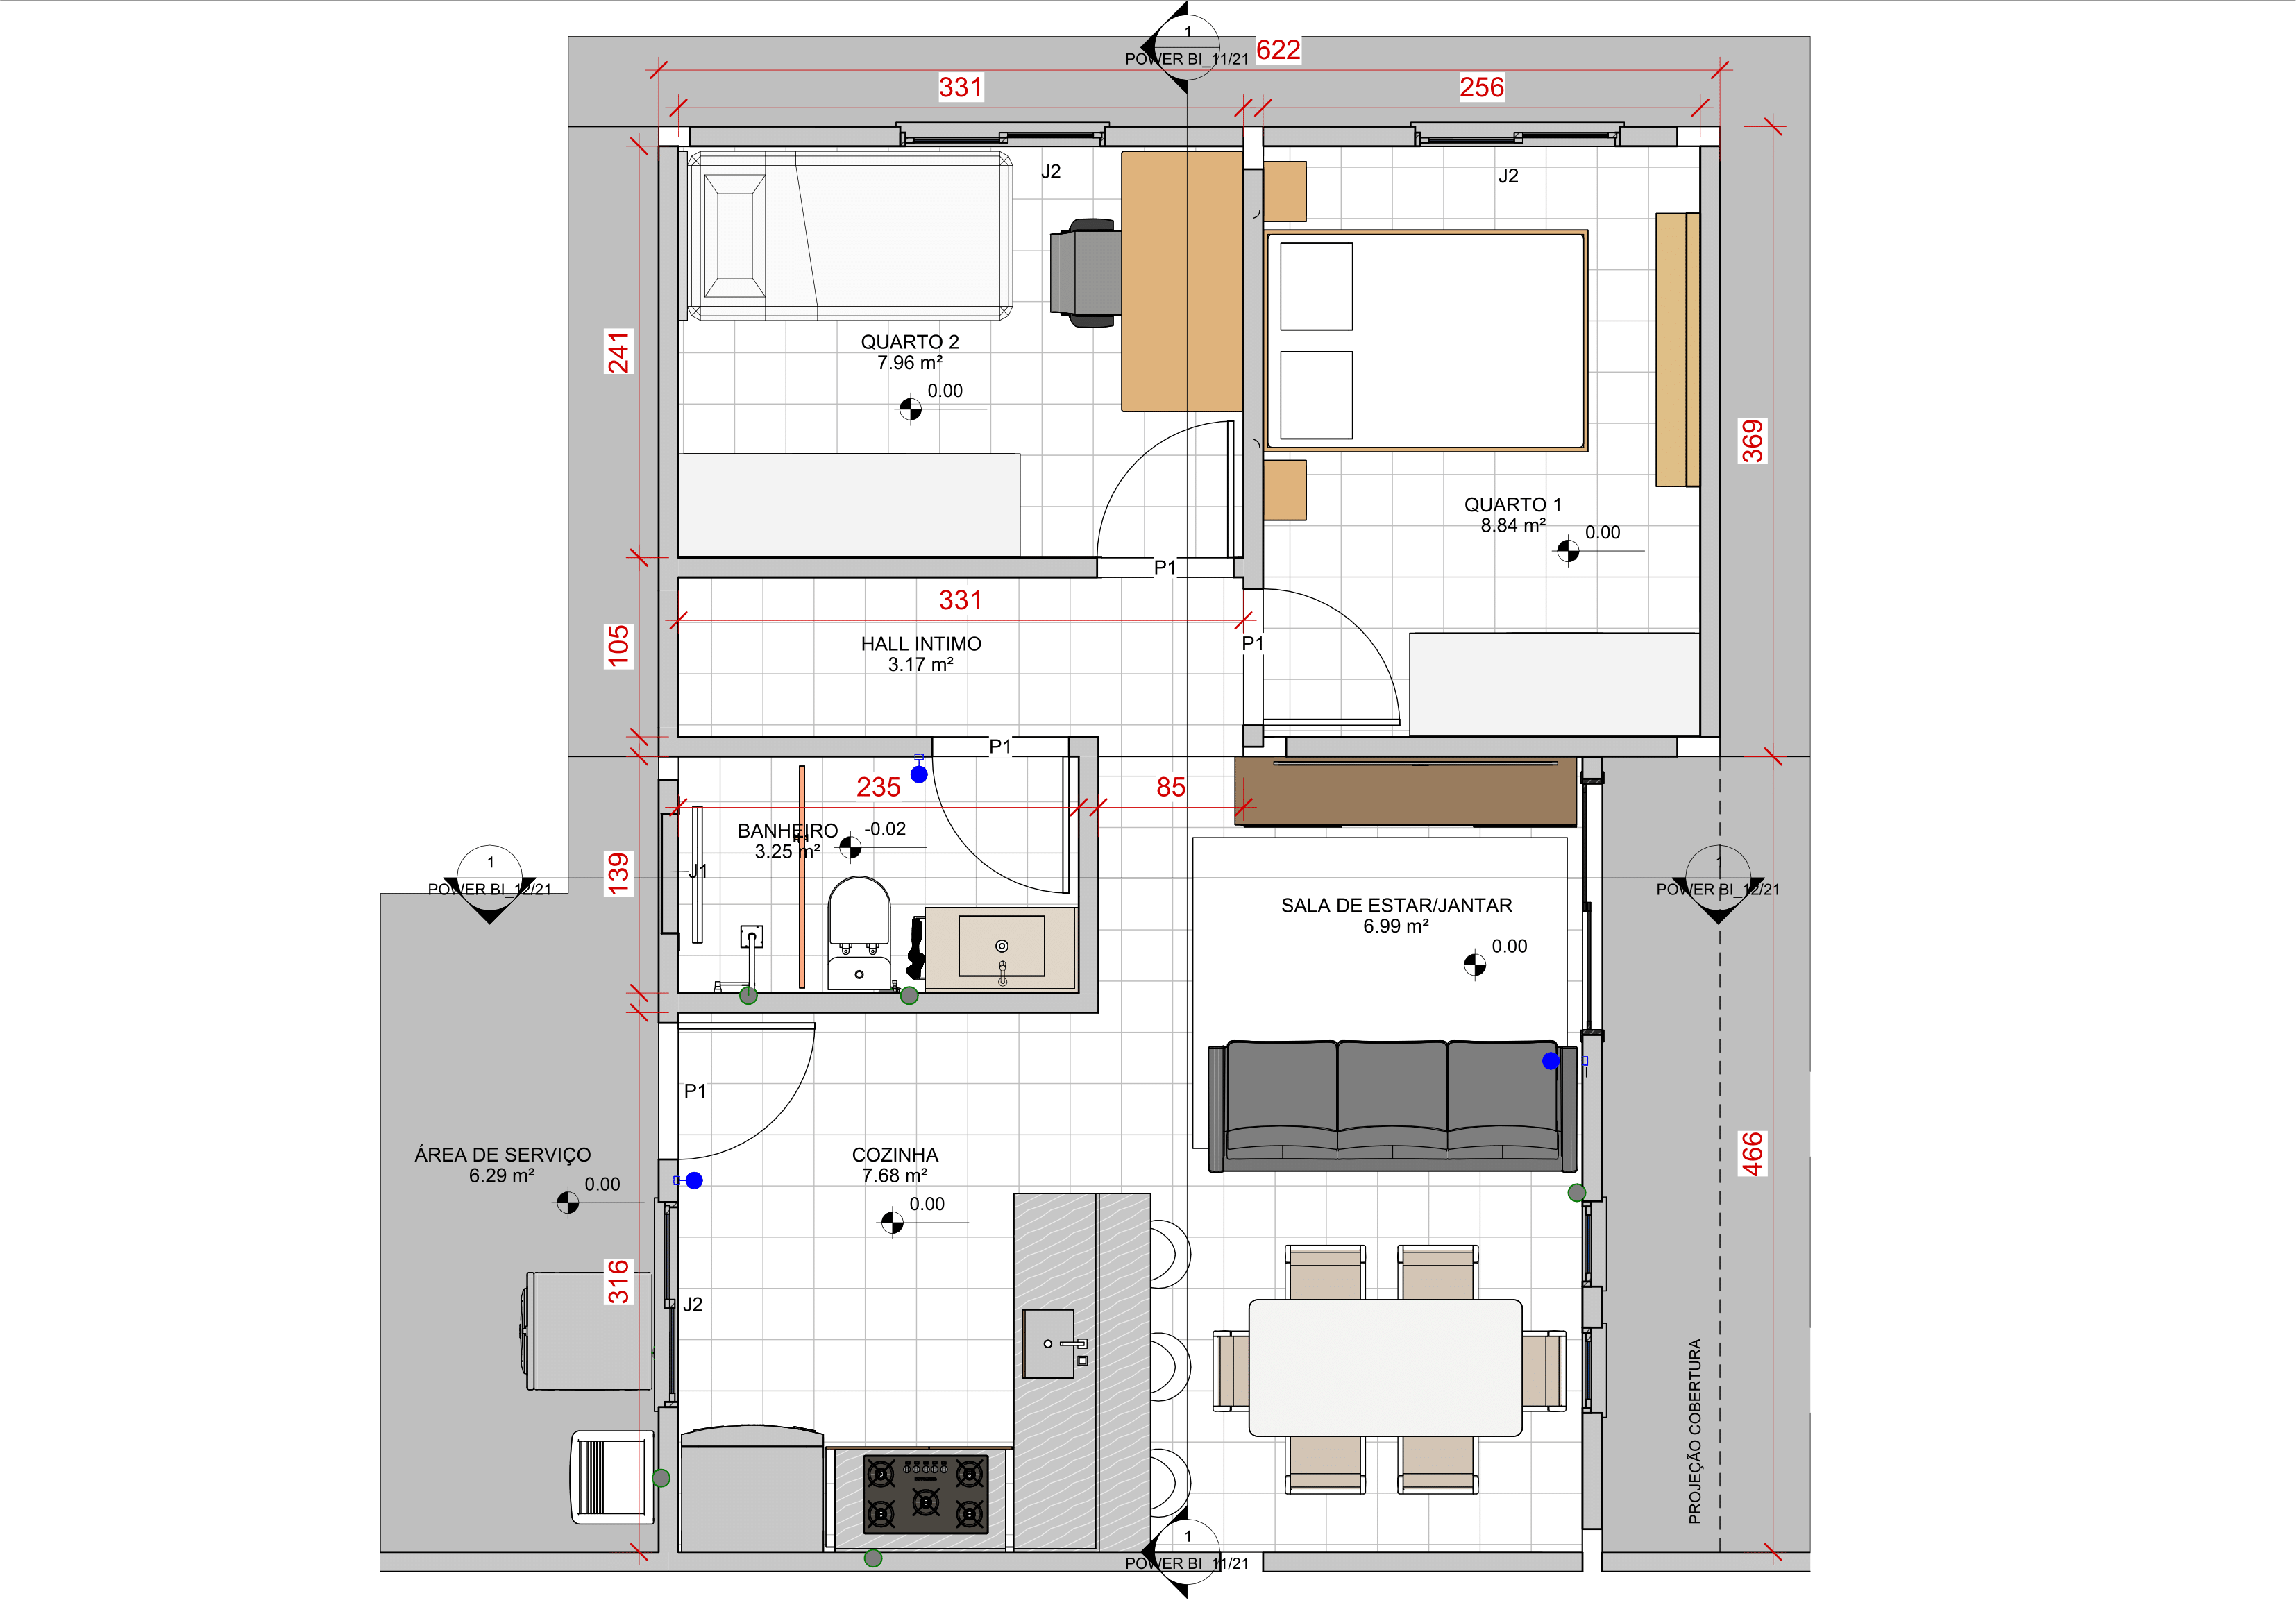 1
POWER BI_11/21
622
331
256
J2
J2
241
QUARTO 2
7.96 m²
0.00
369
QUARTO 1
8.84 m²
0.00
P1
331
105
HALL INTIMO
3.17 m²
P1
P1
235
85
BANHEIRO
3.25 m²
-0.02
139
J1
1
POWER BI_12/21
1
POWER BI_12/21
SALA DE ESTAR/JANTAR
6.99 m²
0.00
P1
ÁREA DE SERVIÇO
6.29 m²
0.00
COZINHA
7.68 m²
0.00
466
316
J2
PROJEÇÃO COBERTURA
1
POWER BI_11/21